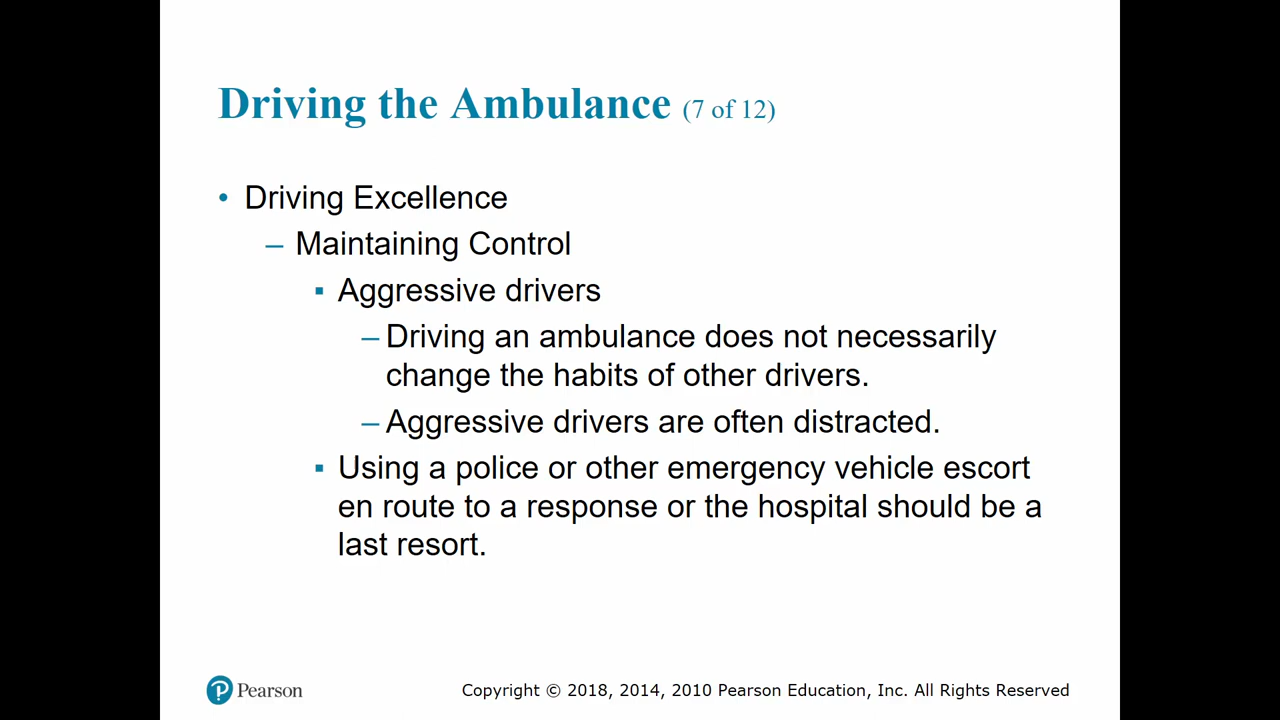 Driving the Ambulance (7 of 12)
• Driving Excellence
– Maintaining Control
▪ Aggressive drivers
– Driving an ambulance does not necessarily
change the habits of other drivers.
– Aggressive drivers are often distracted.
▪ Using a police or other emergency vehicle escort
en route to a response or the hospital should be a
last resort.
Pearson
Copyright © 2018, 2014, 2010 Pearson Education, Inc. All Rights Reserved